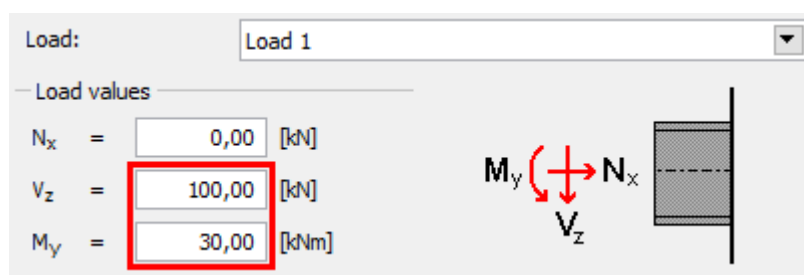 Load: Load 1
Load values
Nx = 0,00 [kN]
Vz = 100,00 [kN]
My = 30,00 [kNm]
My Nx
Vz